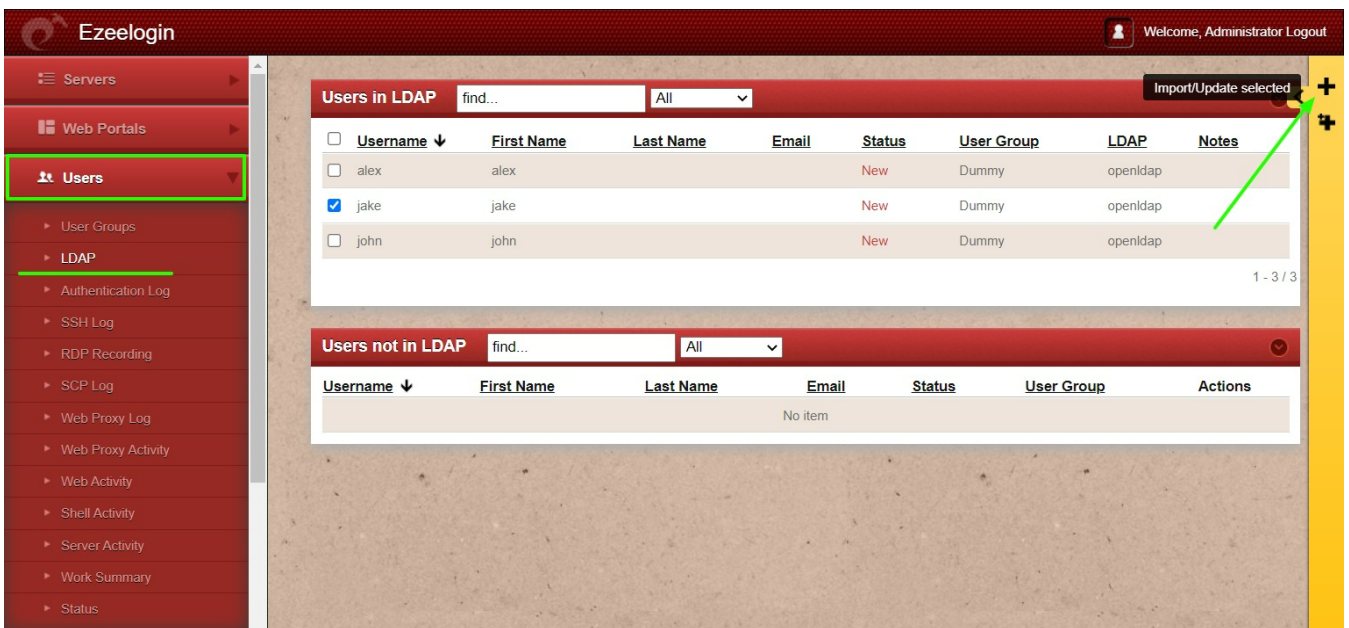 Ezeelogin
Welcome, Administrator Logout
Servers
Web Portals
Users
User Groups
LDAP
Authentication Log
SSH Log
RDP Recording
SCP Log
Web Proxy Log
Web Proxy Activity
Web Activity
Shell Activity
Server Activity
Work Summary
Status
Users in LDAP find... All
Import/Update selected
Username First Name Last Name Email Status User Group LDAP Notes
alex alex New Dummy openldap
jake jake New Dummy openldap
john john New Dummy openldap
1 - 3 / 3
Users not in LDAP find... All
Username First Name Last Name Email Status User Group Actions
No item